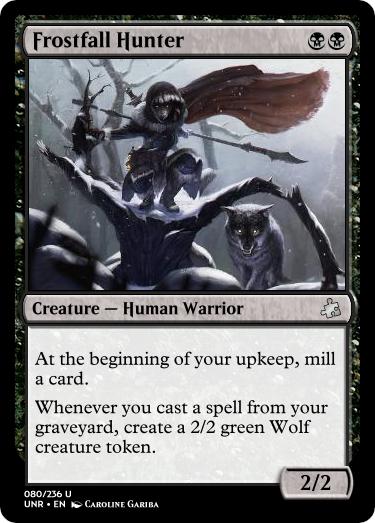 Frostfall Hunter
Creature — Human Warrior
At the beginning of your upkeep, mill
a card.
Whenever you cast a spell from your
graveyard, create a 2/2 green Wolf
creature token.
2/2
080/236 U
UNR • EN Caroline Gariba